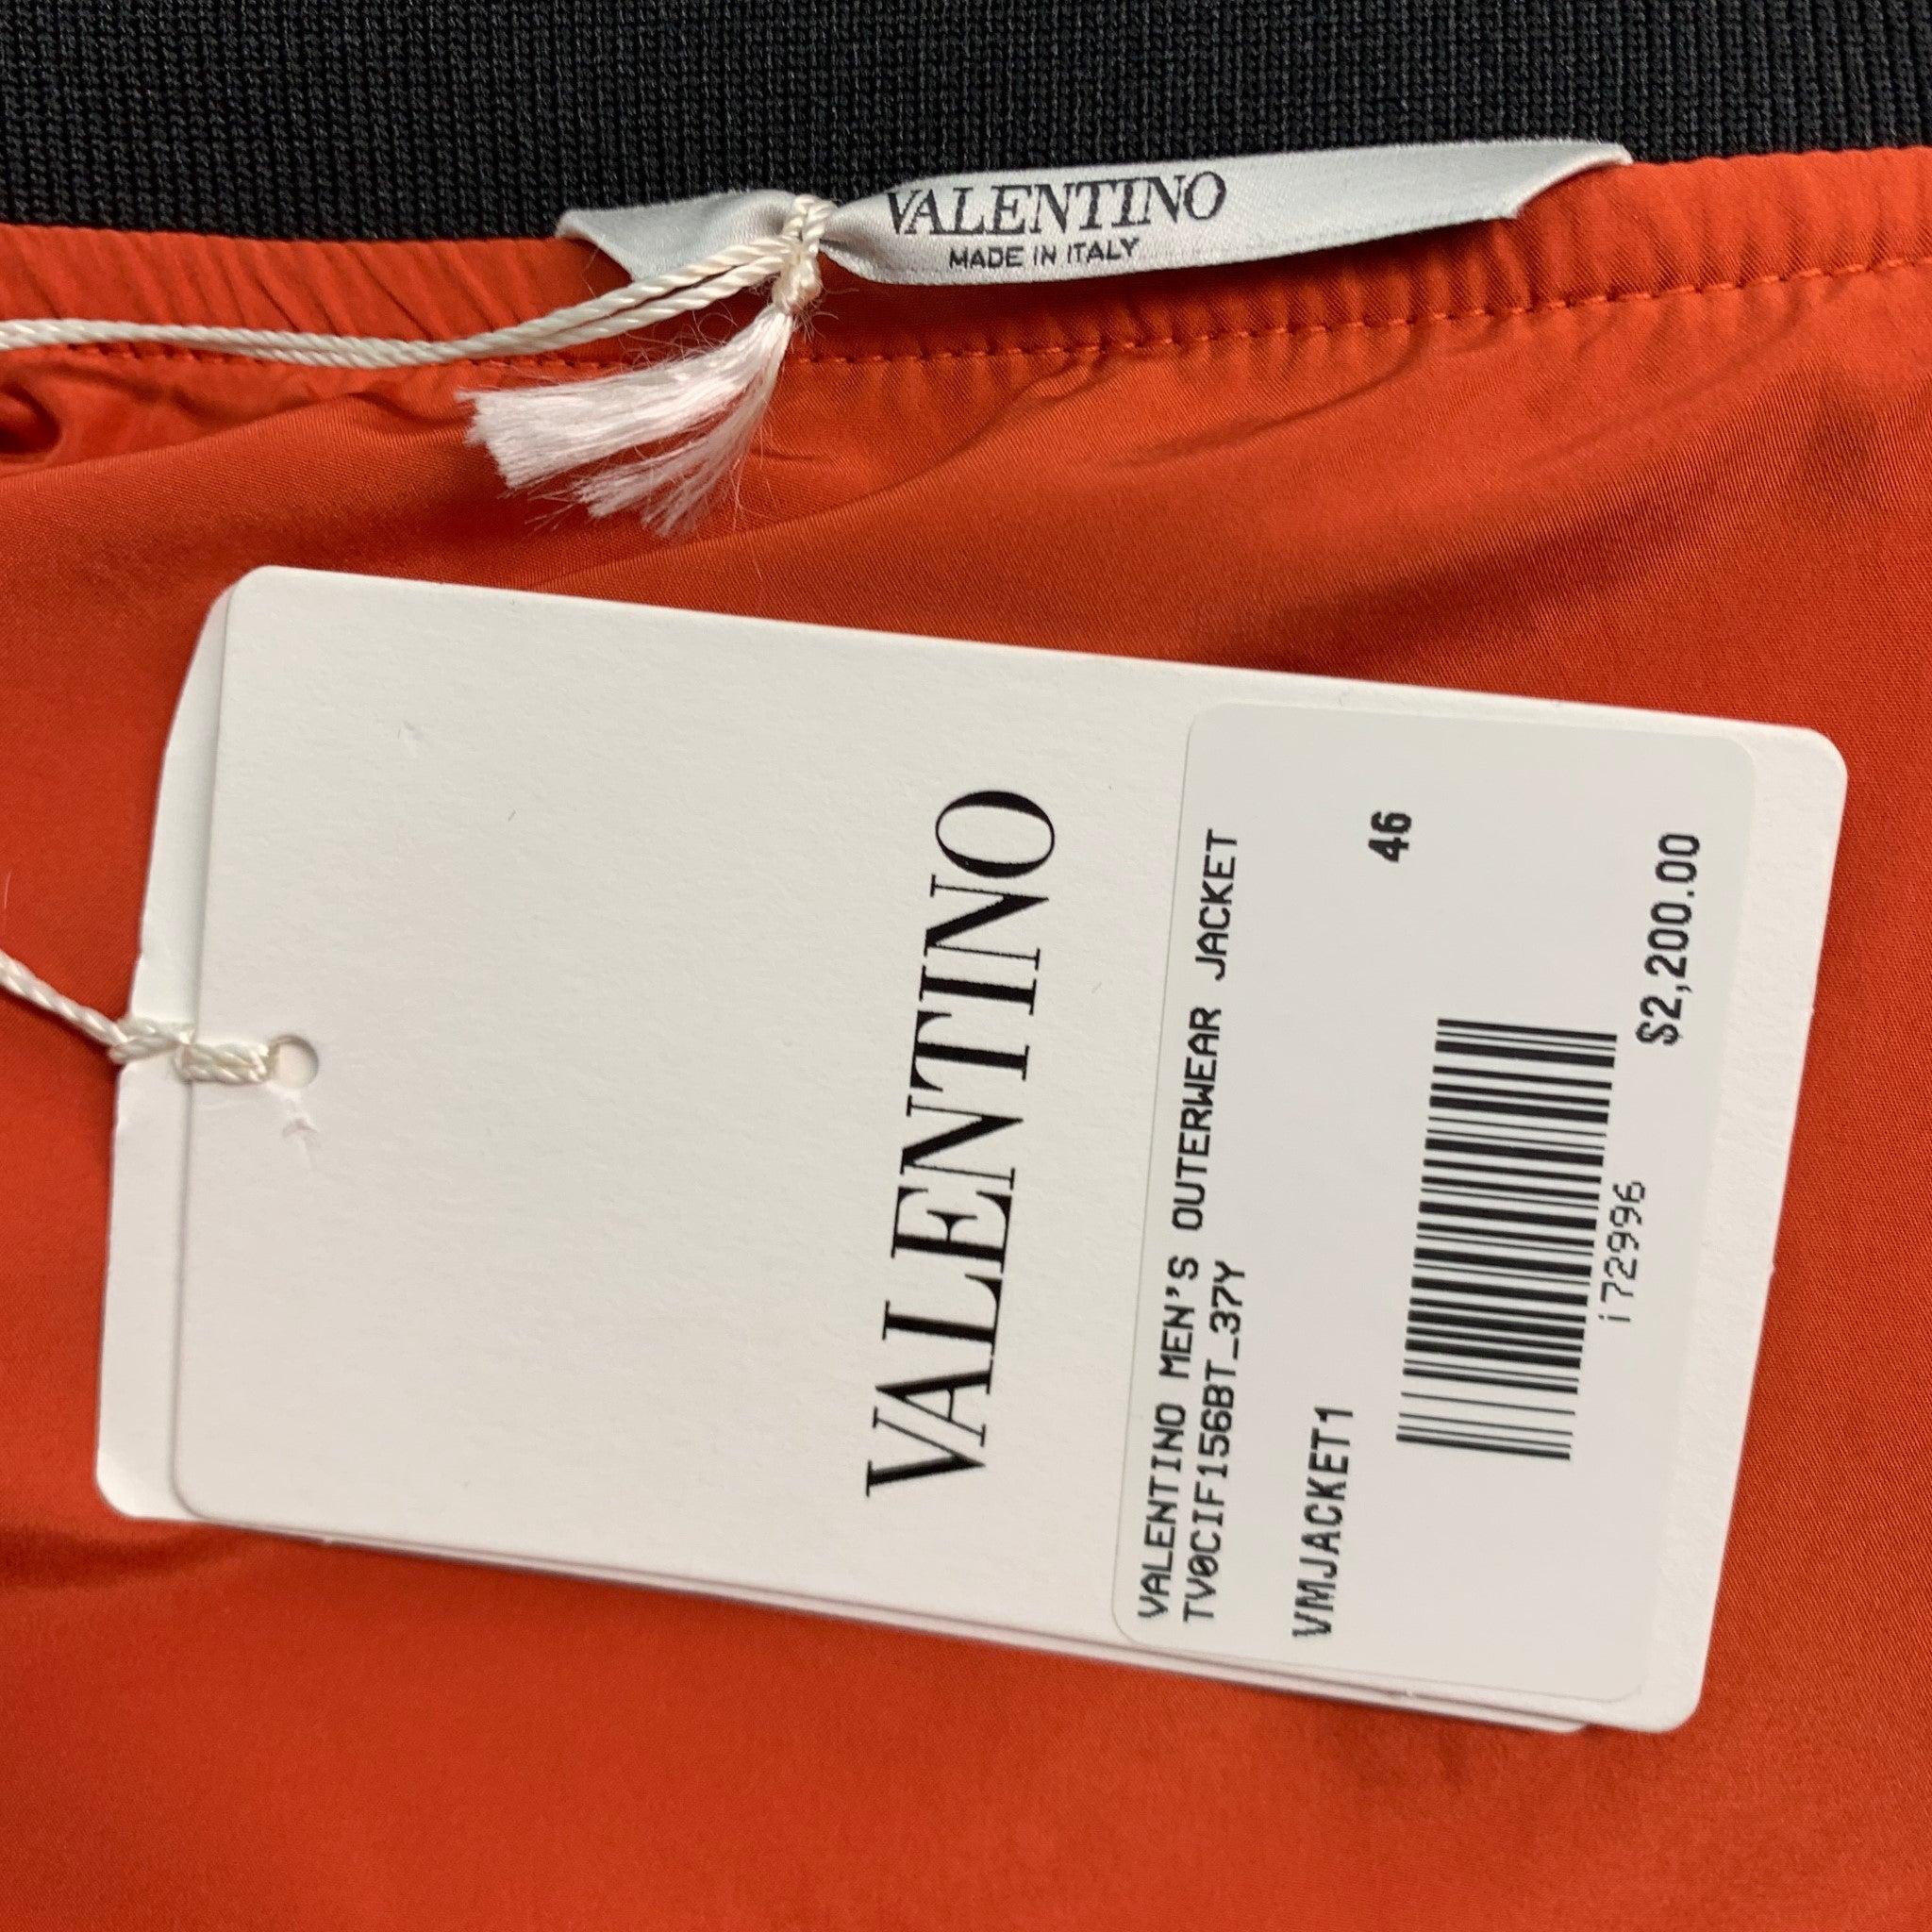 VALENTINO
MADE IN ITALY
VALENTINO
VALENTINO MEN'S OUTERWEAR JACKET
TV0CIF156BT_37Y
46
VMJACKET1
i72996
$2,200.00